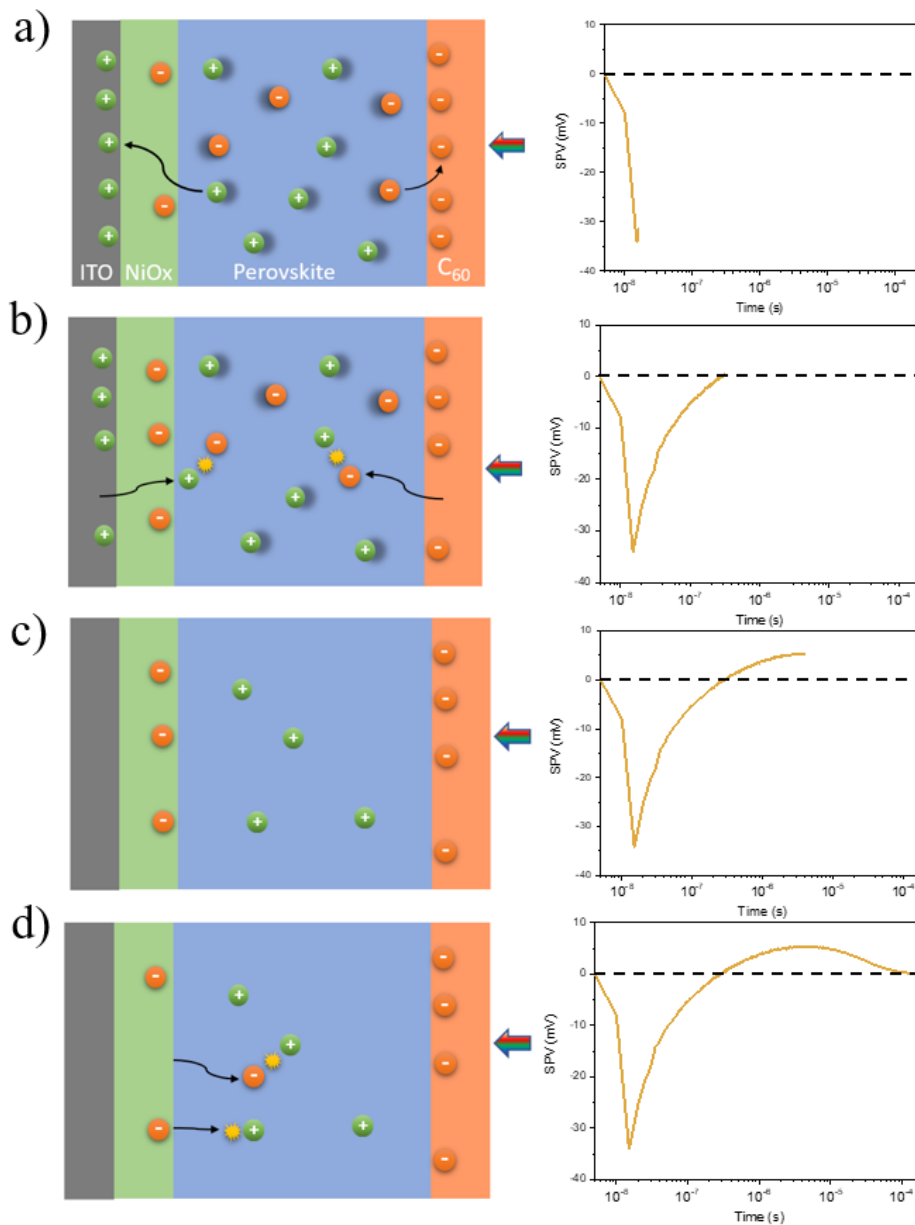 a)
+
-
ITO NiOx Perovskite C60
SPV (mV)
10
0
-10
-20
-30
-40
10⁻⁸ 10⁻⁷ 10⁻⁶ 10⁻⁵ 10⁻⁴
Time (s)
b)
+
-
SPV (mV)
10
0
-10
-20
-30
-40
10⁻⁸ 10⁻⁷ 10⁻⁶ 10⁻⁵ 10⁻⁴
Time (s)
c)
+
-
SPV (mV)
10
0
-10
-20
-30
-40
10⁻⁸ 10⁻⁷ 10⁻⁶ 10⁻⁵ 10⁻⁴
Time (s)
d)
+
-
SPV (mV)
10
0
-10
-20
-30
-40
10⁻⁸ 10⁻⁷ 10⁻⁶ 10⁻⁵ 10⁻⁴
Time (s)